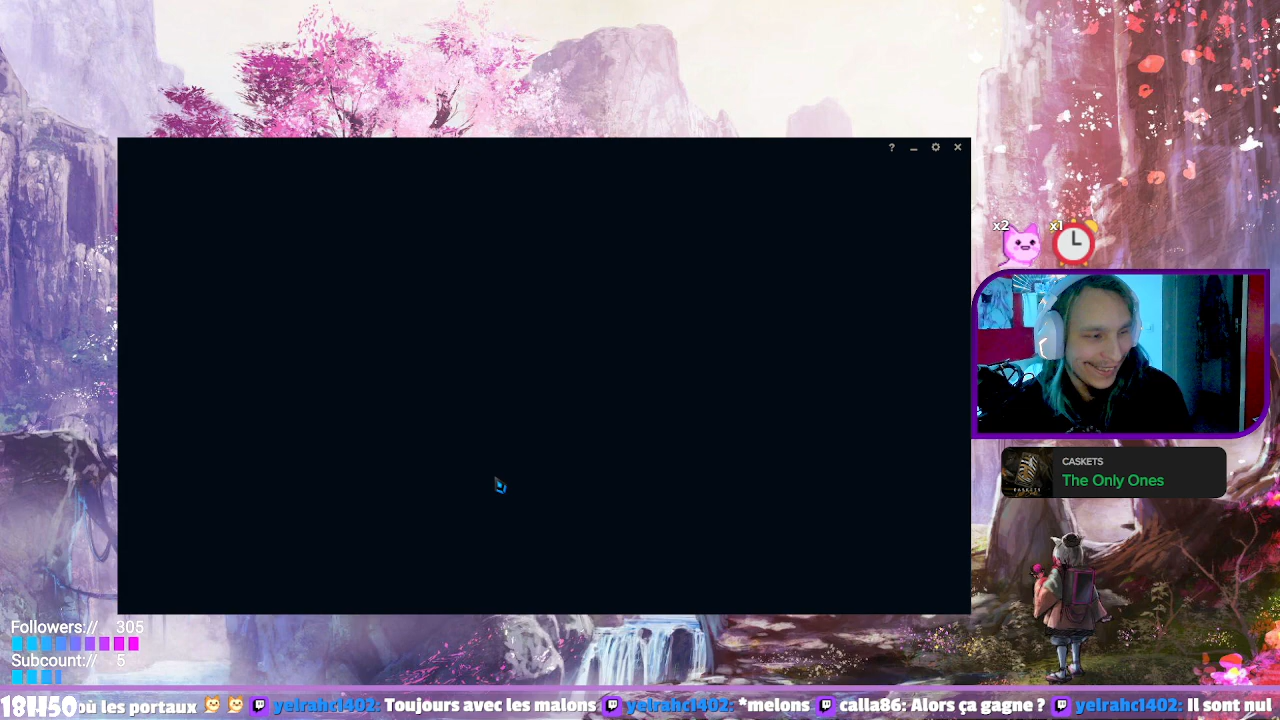 ?
x2
x1
CASKETS
The Only Ones
Followers:// 305
Subcount:// 5
18H50 où les portaux yelrahc1402: Toujours avec les malons yelrahc1402: *melons calla86: Alors ça gagne ? yelrahc1402: Il sont nul